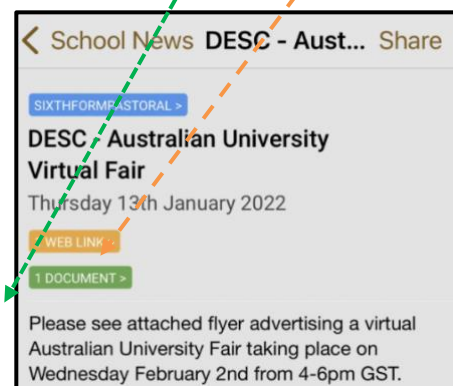 School News DESC - Aust... Share
SIXTHFORMPASTORAL >
DESC - Australian University
Virtual Fair
Thursday 13th January 2022
WEB LINK >
1 DOCUMENT >
Please see attached flyer advertising a virtual
Australian University Fair taking place on
Wednesday February 2nd from 4-6pm GST.